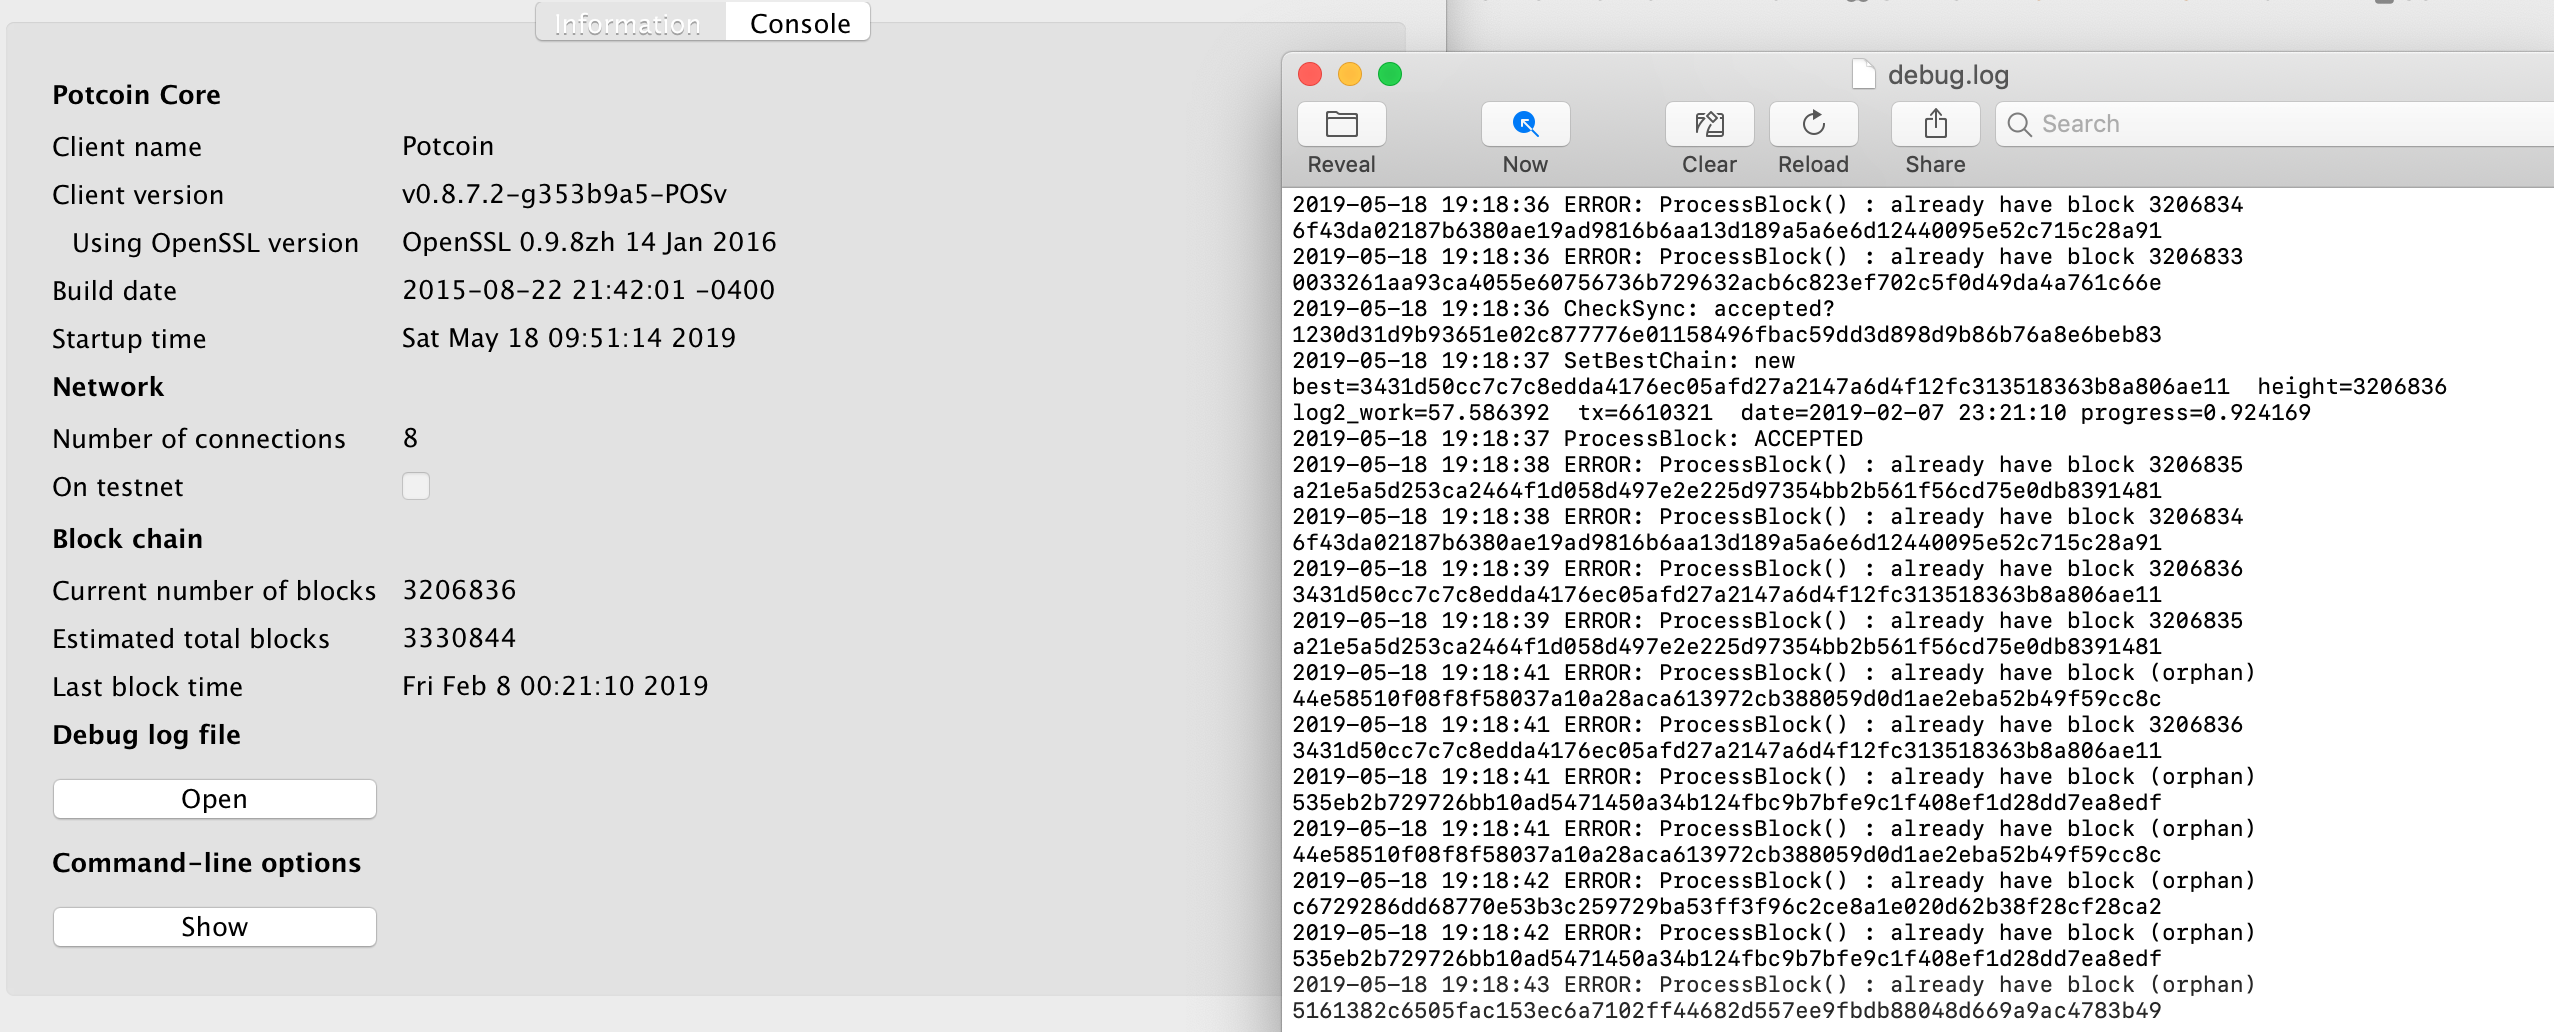 Information
Console
Potcoin Core
Client name Potcoin
Client version v0.8.7.2-g353b9a5-POSv
Using OpenSSL version OpenSSL 0.9.8zh 14 Jan 2016
Build date 2015-08-22 21:42:01 -0400
Startup time Sat May 18 09:51:14 2019
Network
Number of connections 8
On testnet
Block chain
Current number of blocks 3206836
Estimated total blocks 3330844
Last block time Fri Feb 8 00:21:10 2019
Debug log file
Open
Command-line options
Show
debug.log
Search
Reveal Now Clear Reload Share
2019-05-18 19:18:36 ERROR: ProcessBlock() : already have block 3206834
6f43da02187b6380ae19ad9816b6aa13d189a5a6e6d12440095e52c715c28a91
2019-05-18 19:18:36 ERROR: ProcessBlock() : already have block 3206833
0033261aa93ca4055e60756736b729632acb6c823ef702c5f0d49da4a761c66e
2019-05-18 19:18:36 CheckSync: accepted?
1230d31d9b93651e02c877776e01158496fbac59dd3d898d9b86b76a8e6beb83
2019-05-18 19:18:37 SetBestChain: new
best=3431d50cc7c7c8edda4176ec05afd27a2147a6d4f12fc313518363b8a806ae11 height=3206836
log2_work=57.586392 tx=6610321 date=2019-02-07 23:21:10 progress=0.924169
2019-05-18 19:18:37 ProcessBlock: ACCEPTED
2019-05-18 19:18:38 ERROR: ProcessBlock() : already have block 3206835
a21e5a5d253ca2464f1d058d497e2e225d97354bb2b561f56cd75e0db8391481
2019-05-18 19:18:38 ERROR: ProcessBlock() : already have block 3206834
6f43da02187b6380ae19ad9816b6aa13d189a5a6e6d12440095e52c715c28a91
2019-05-18 19:18:39 ERROR: ProcessBlock() : already have block 3206836
3431d50cc7c7c8edda4176ec05afd27a2147a6d4f12fc313518363b8a806ae11
2019-05-18 19:18:39 ERROR: ProcessBlock() : already have block 3206835
a21e5a5d253ca2464f1d058d497e2e225d97354bb2b561f56cd75e0db8391481
2019-05-18 19:18:41 ERROR: ProcessBlock() : already have block (orphan)
44e58510f08f8f58037a10a28aca613972cb388059d0d1ae2eba52b49f59cc8c
2019-05-18 19:18:41 ERROR: ProcessBlock() : already have block 3206836
3431d50cc7c7c8edda4176ec05afd27a2147a6d4f12fc313518363b8a806ae11
2019-05-18 19:18:41 ERROR: ProcessBlock() : already have block (orphan)
535eb2b729726bb10ad5471450a34b124fbc9b7bfe9c1f408ef1d28dd7ea8edf
2019-05-18 19:18:41 ERROR: ProcessBlock() : already have block (orphan)
44e58510f08f8f58037a10a28aca613972cb388059d0d1ae2eba52b49f59cc8c
2019-05-18 19:18:42 ERROR: ProcessBlock() : already have block (orphan)
c6729286dd68770e53b3c259729ba53ff3f96c2ce8a1e020d62b38f28cf28ca2
2019-05-18 19:18:42 ERROR: ProcessBlock() : already have block (orphan)
535eb2b729726bb10ad5471450a34b124fbc9b7bfe9c1f408ef1d28dd7ea8edf
2019-05-18 19:18:43 ERROR: ProcessBlock() : already have block (orphan)
5161382c6505fac153ec6a7102ff44682d557ee9fbdb88048d669a9ac4783b49